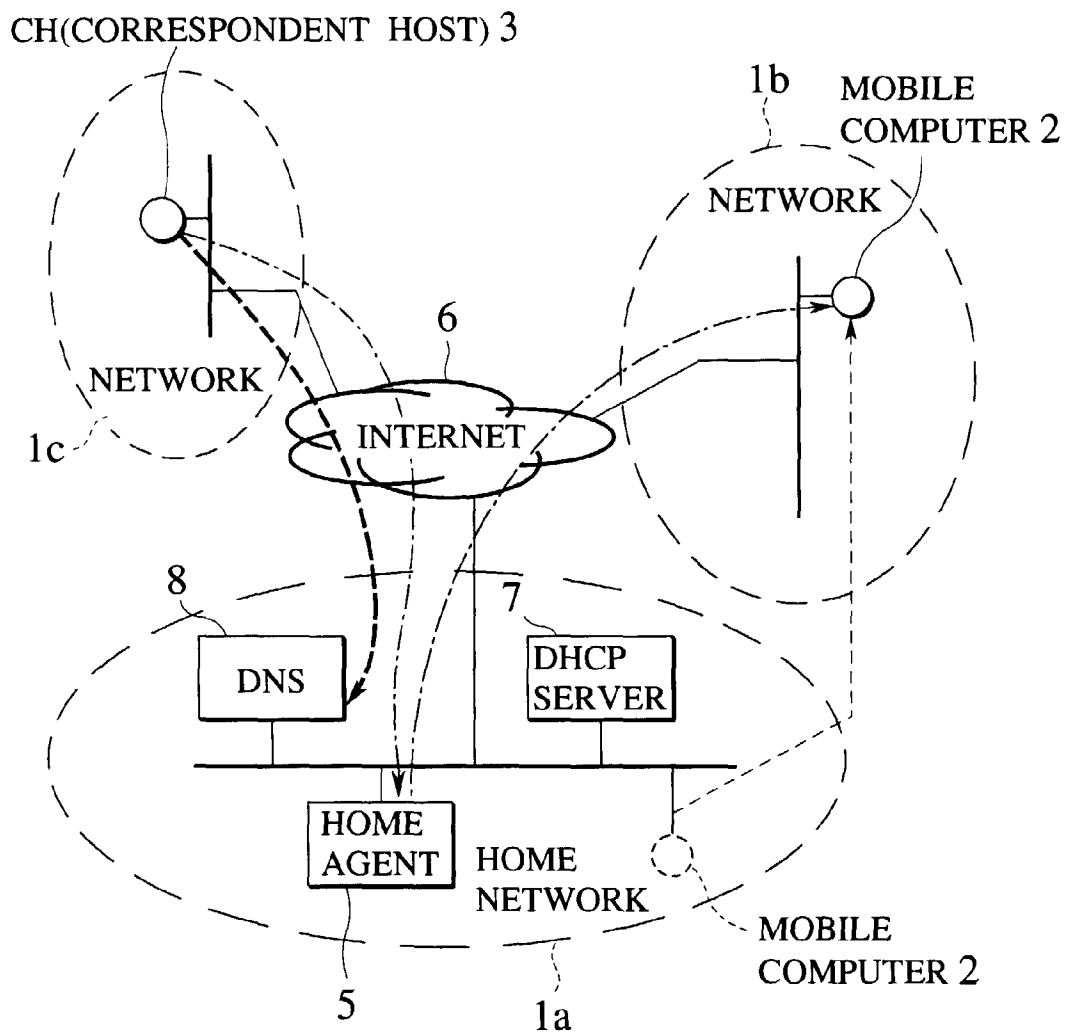 CH(CORRESPONDENT HOST) 3
1b
MOBILE
COMPUTER 2
NETWORK
6
NETWORK
1c
INTERNET
8
7
DNS
DHCP
SERVER
HOME
AGENT
HOME
NETWORK
5
1a
MOBILE
COMPUTER 2